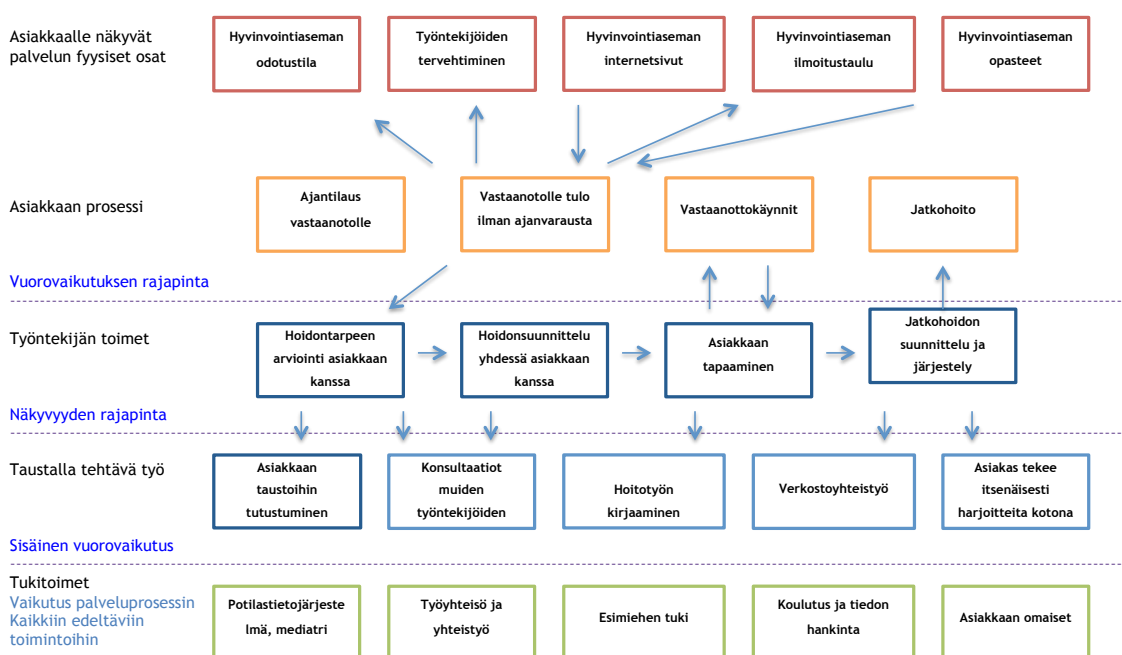 Asiakkaalle näkyvät
palvelun fyysiset osat
Hyvinvointiaseman
odotustila
Työntekijöiden
tervehtiminen
Hyvinvointiaseman
internetsivut
Hyvinvointiaseman
ilmoitustaulu
Hyvinvointiaseman
opasteet
Asiakkaan prosessi
Ajantilaus
vastaanotolle
Vastaanotolle tulo
ilman ajanvarausta
Vastaanottokäynnit
Jatkohoito
Vuorovaikutuksen rajapinta
Työntekijän toimet
Hoidontarpeen
arviointi asiakkaan
kanssa
Hoidonsuunnittelu
yhdessä asiakkaan
kanssa
Asiakkaan
tapaaminen
Jatkohoidon
suunnittelu ja
järjestely
Näkyvyyden rajapinta
Taustalla tehtävä työ
Asiakkaan
taustoihin
tutustuminen
Konsultaatiot
muiden
työntekijöiden
Hoitotyön
kirjaaminen
Verkostoyhteistyö
Asiakas tekee
itsenäisesti
harjoitteita kotona
Sisäinen vuorovaikutus
Tukitoimet
Vaikutus palveluprosessin
Kaikkiin edeltäviin
toimintoihin
Potilastietojärjeste
lmä, mediatri
Työyhteisö ja
yhteistyö
Esimiehen tuki
Koulutus ja tiedon
hankinta
Asiakkaan omaiset